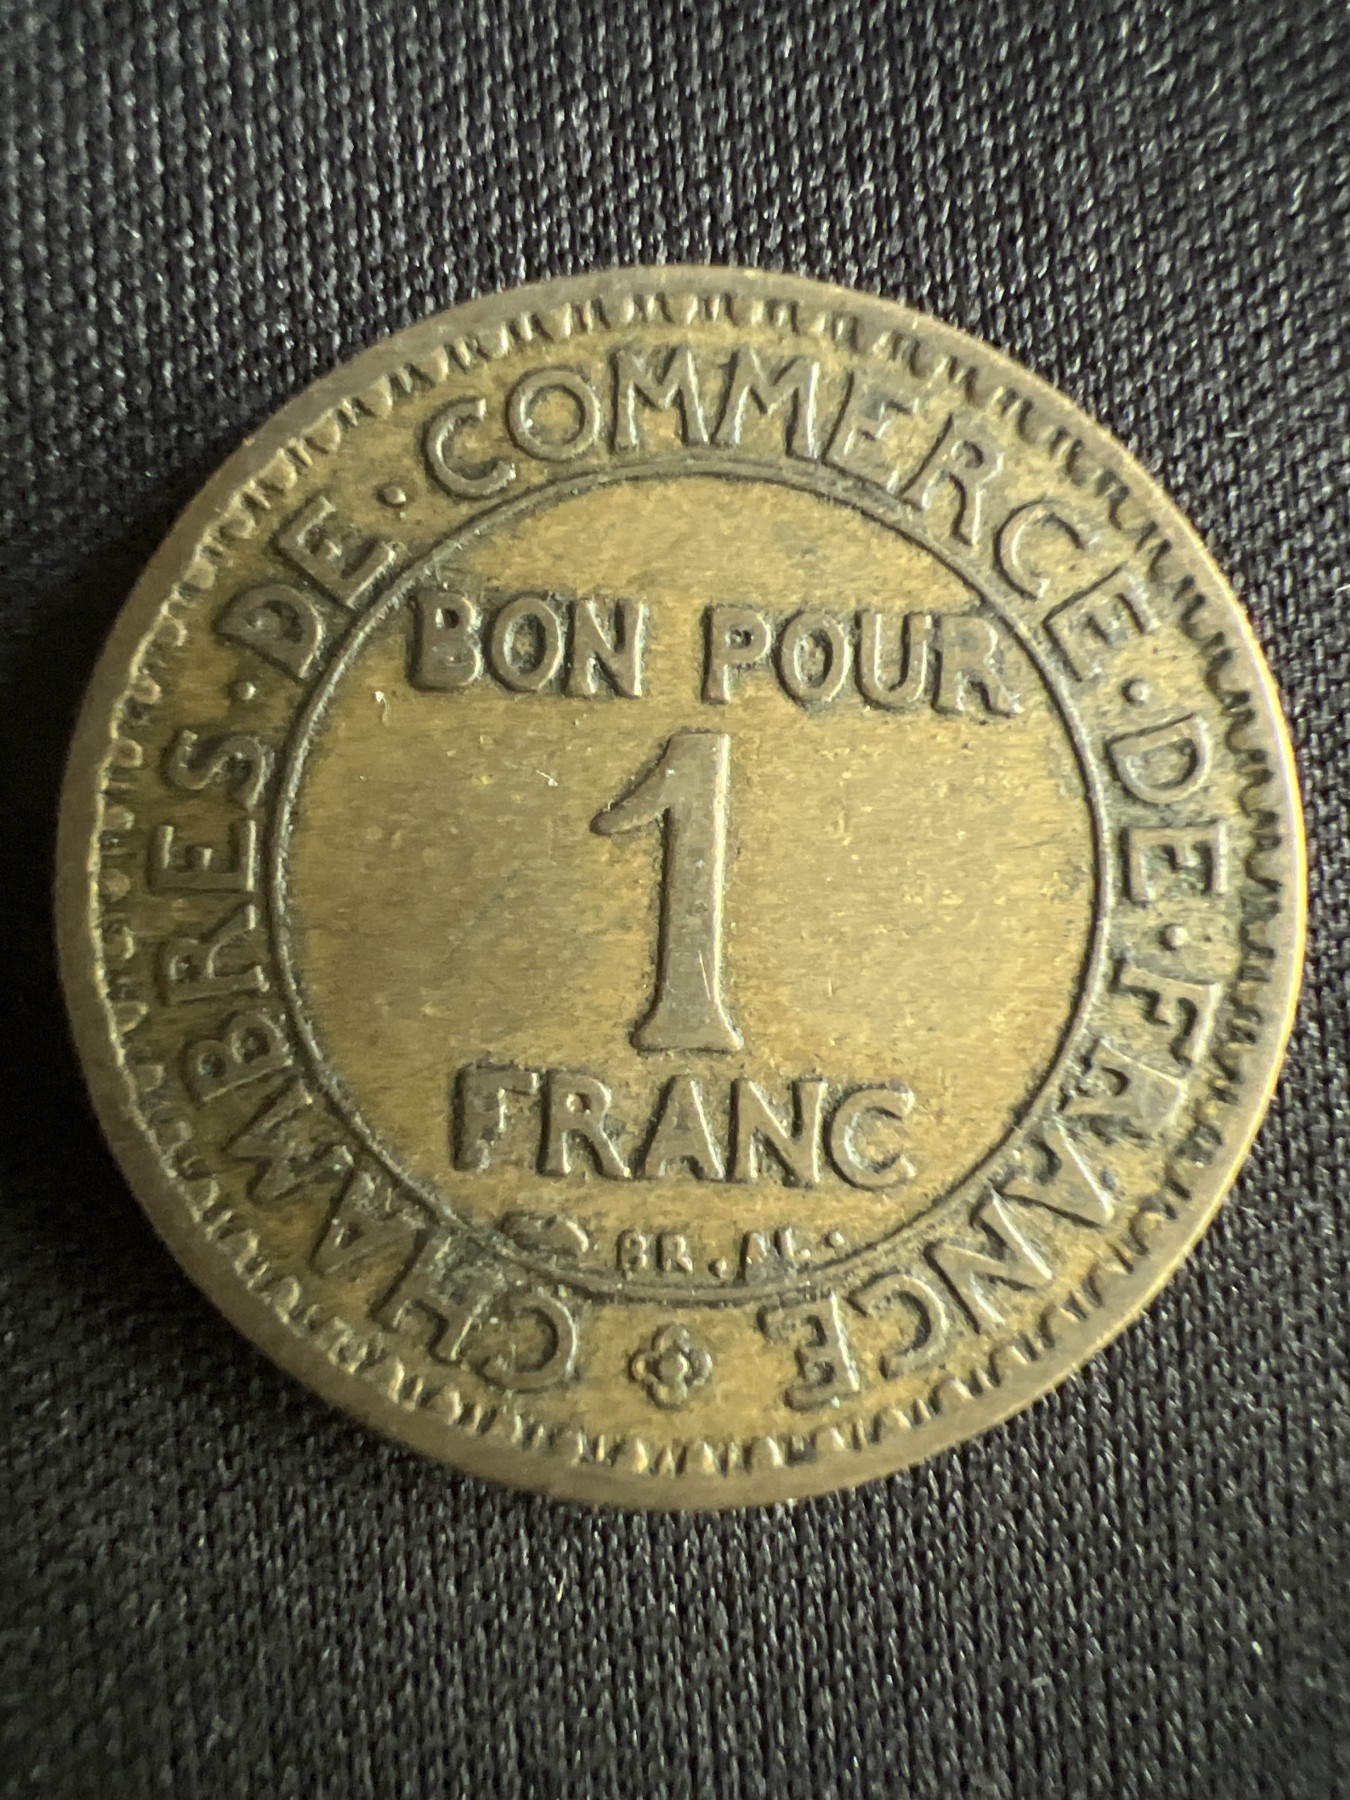 CHAMBRES · DE · COMMERCE · DE · FRANCE
BON POUR
1
FRANC
BR . AL .